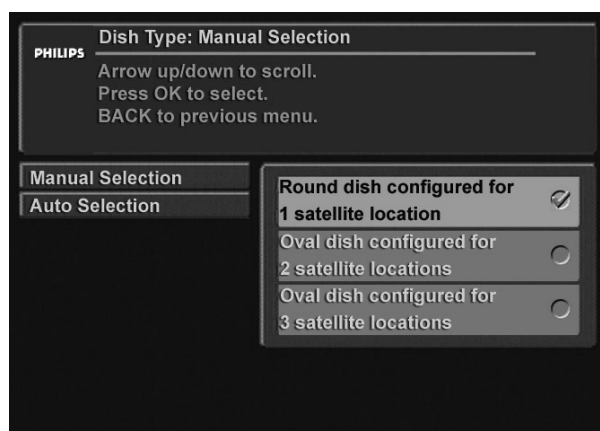 PHILIPS
Dish Type: Manual Selection
Arrow up/down to scroll.
Press OK to select.
BACK to previous menu.
Manual Selection
Auto Selection
Round dish configured for
1 satellite location
Oval dish configured for
2 satellite locations
Oval dish configured for
3 satellite locations